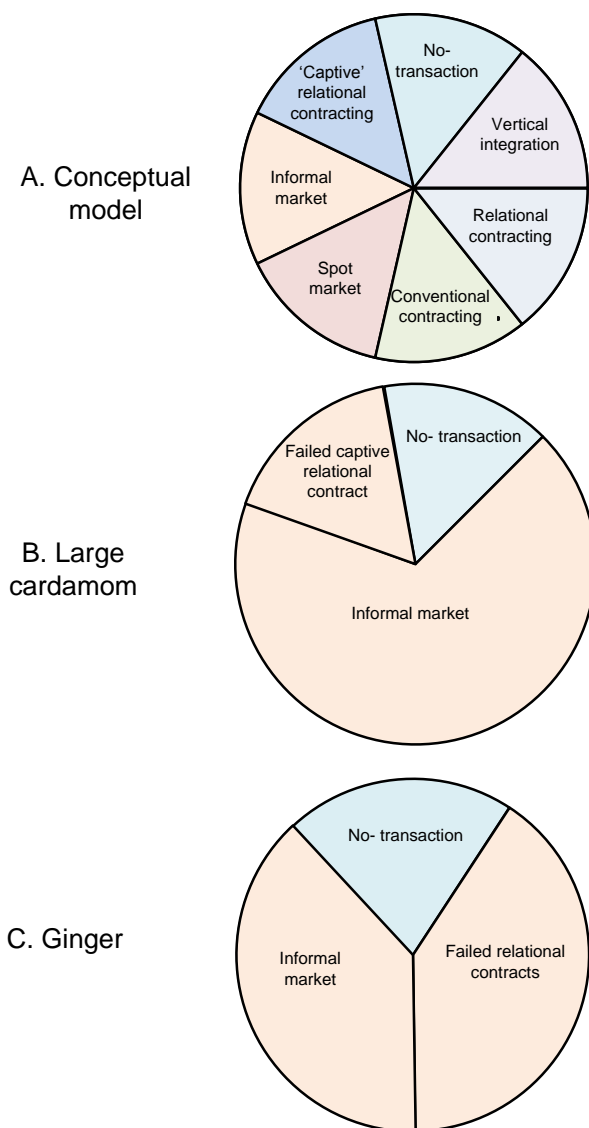 No-
transaction
'Captive'
relational
contracting
Vertical
integration
A. Conceptual
model
Informal
market
Relational
contracting
Spot
market
Conventional
contracting
No- transaction
Failed captive
relational
contract
B. Large
cardamom
Informal market
No- transaction
C. Ginger
Informal
market
Failed relational
contracts